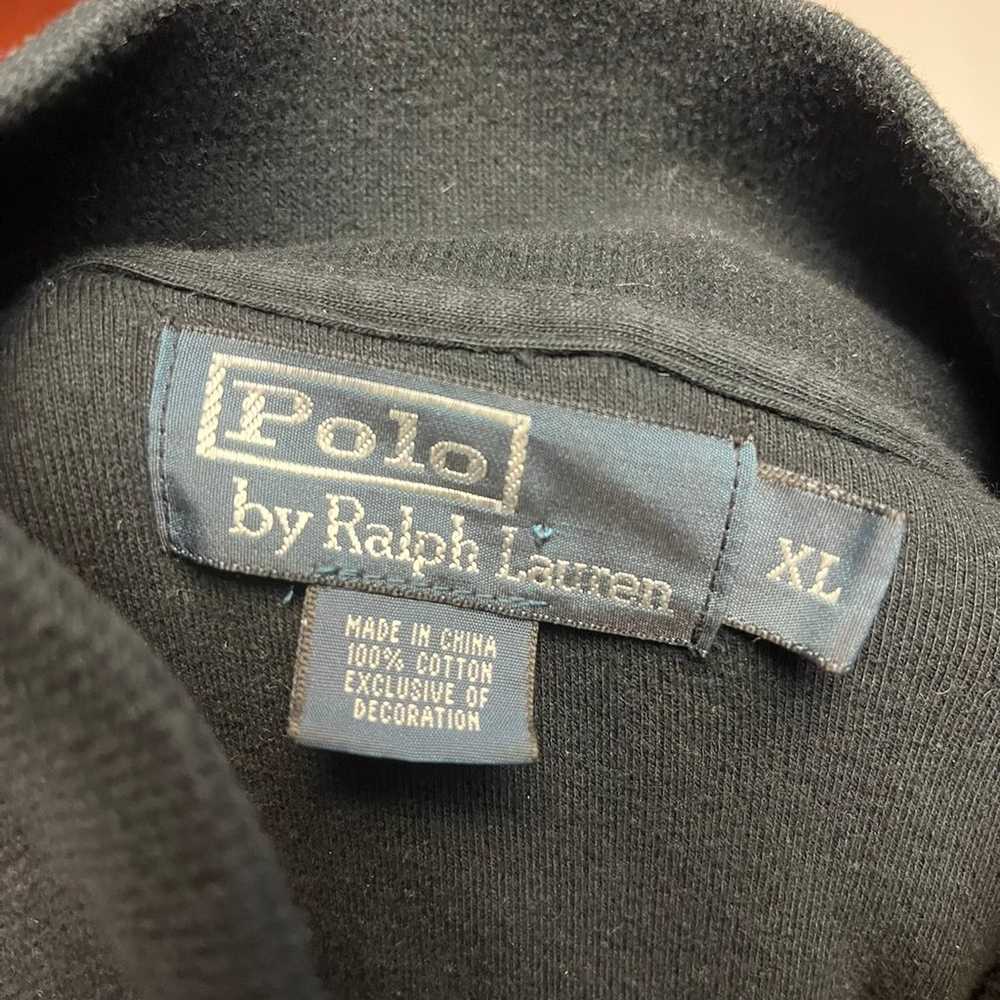 Polo
by Ralph Lauren
XL
MADE IN CHINA
100% COTTON
EXCLUSIVE OF
DECORATION